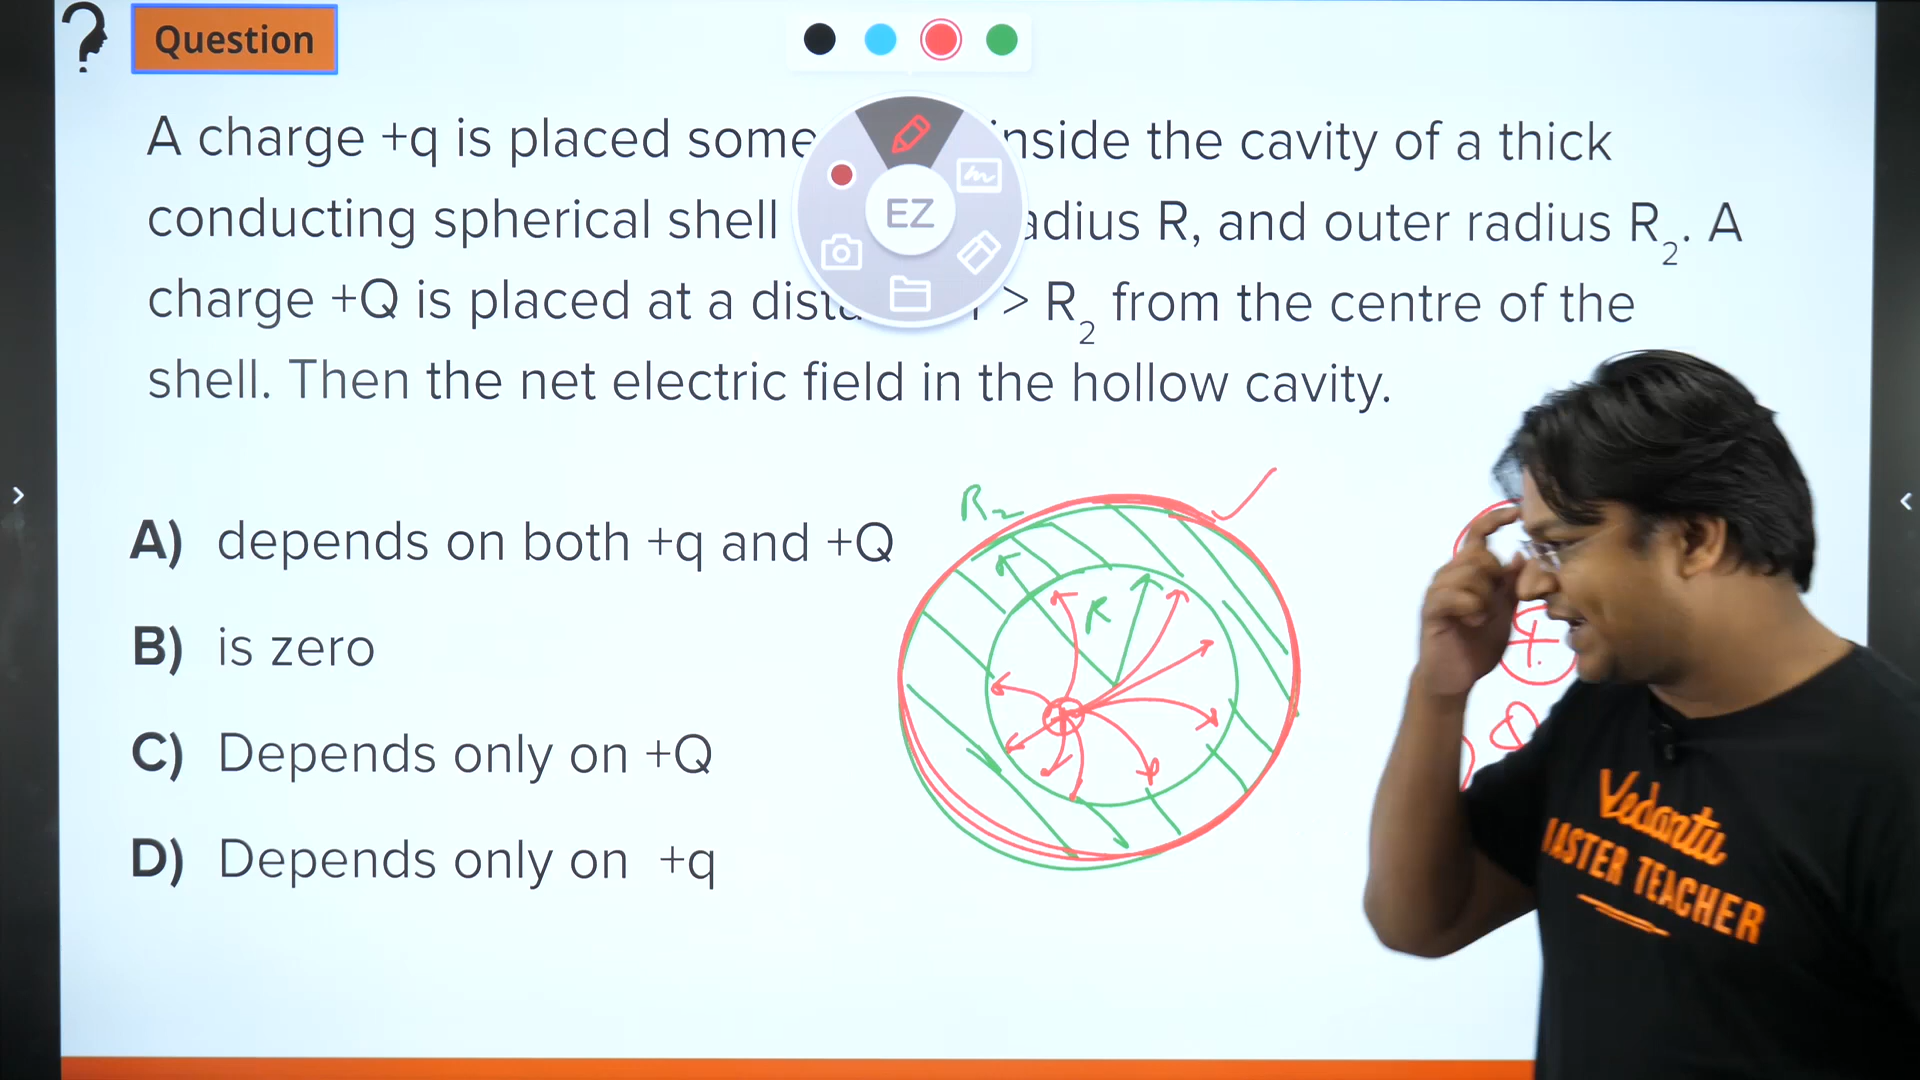 Question
A charge +q is placed some inside the cavity of a thick
EZ
conducting spherical shell adius R, and outer radius R₂. A
charge +Q is placed at a dist > R₂ from the centre of the
shell. Then the net electric field in the hollow cavity.
R₂
A) depends on both +q and +Q
R
B) is zero
+
C) Depends only on +Q
Q
D) Depends only on +q
Vedantu
MASTER TEACHER